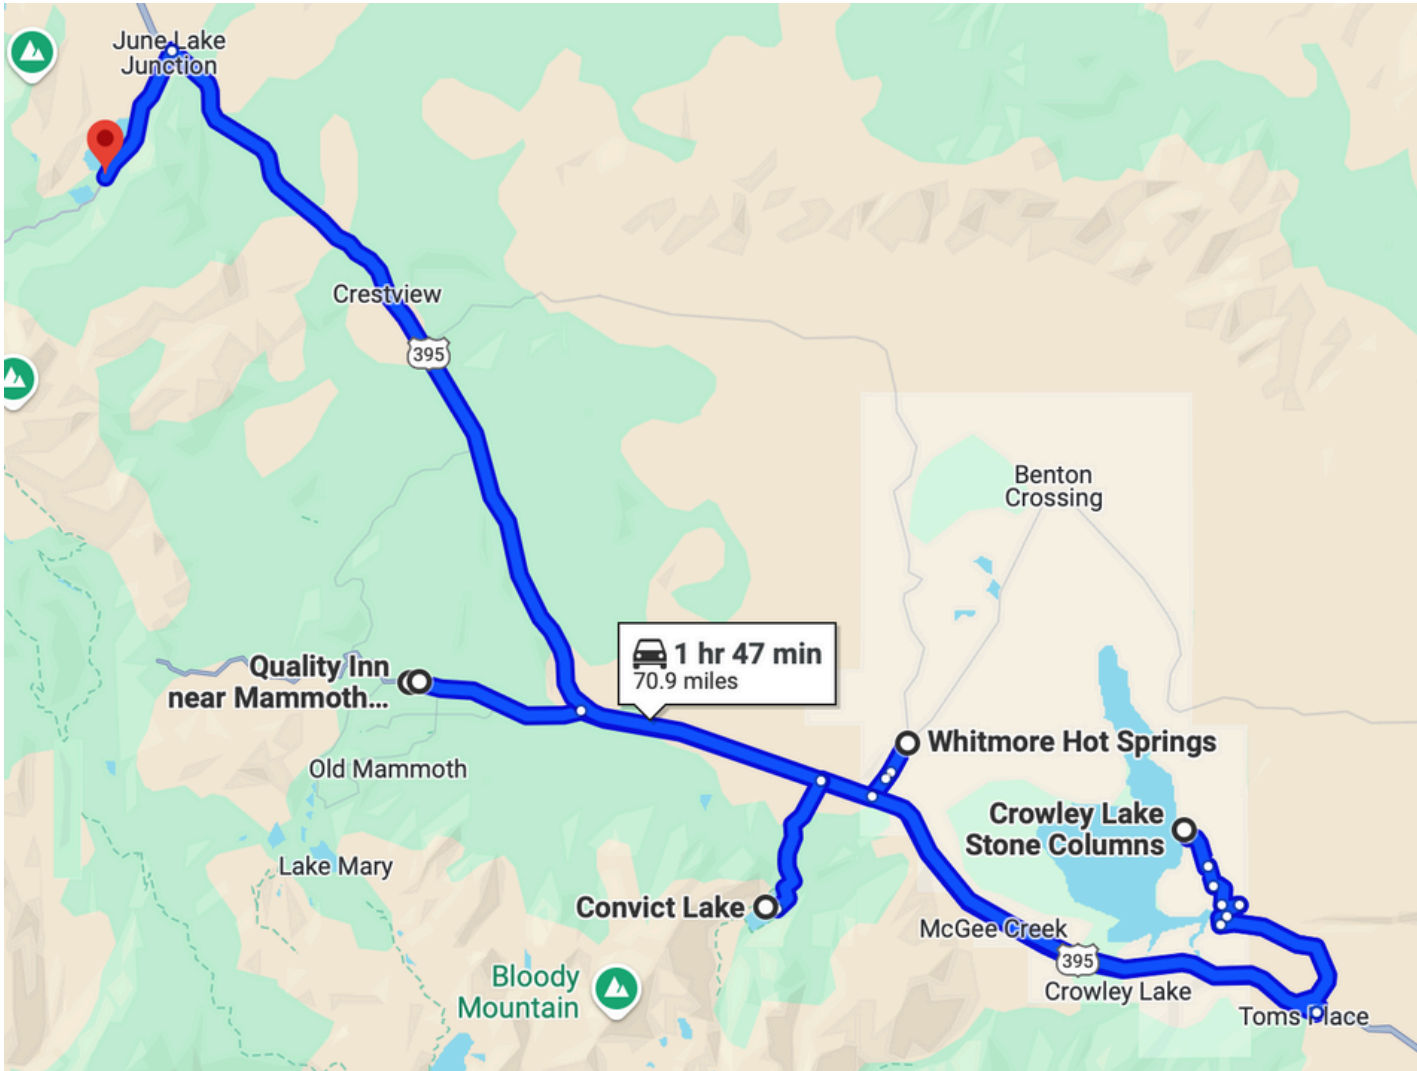 June Lake
Junction
Crestview
395
Benton
Crossing
1 hr 47 min
70.9 miles
Quality Inn
near Mammoth...
Whitmore Hot Springs
Old Mammoth
Crowley Lake
Stone Columns
Lake Mary
Convict Lake
McGee Creek
395
Bloody
Mountain
Crowley Lake
Toms Place